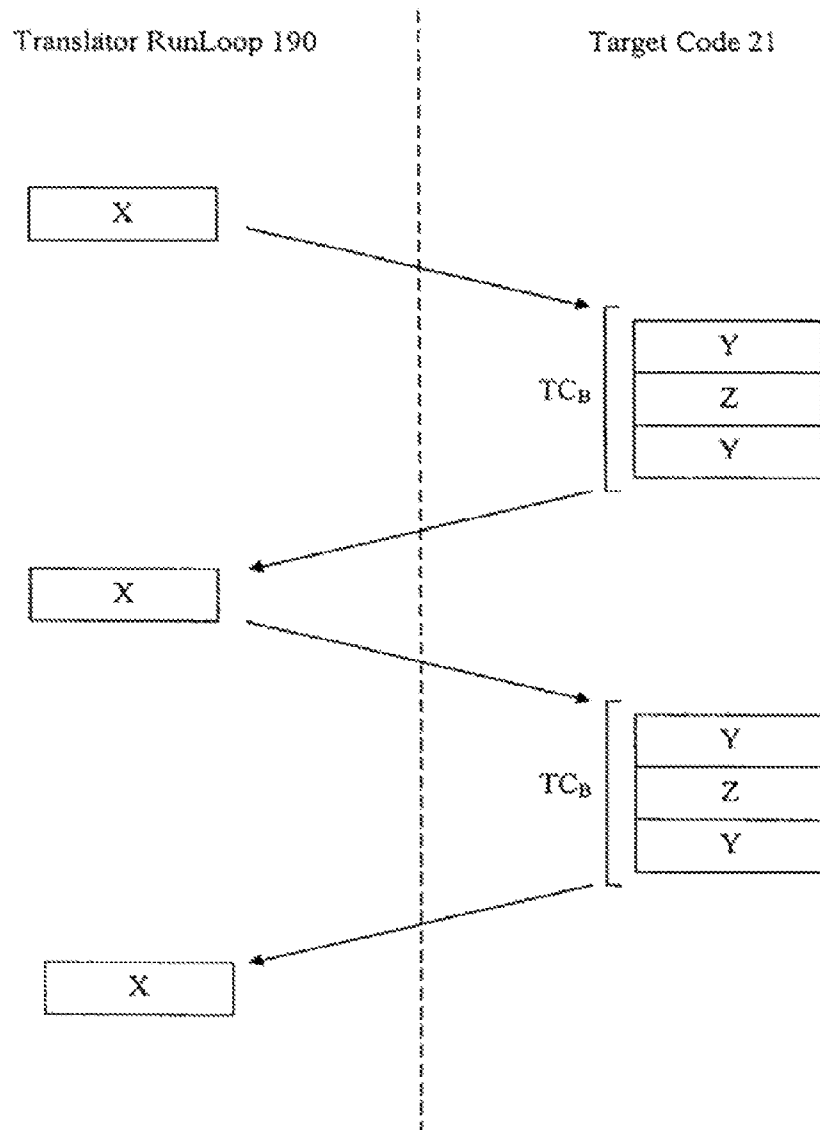 Translator RunLoop 190
Target Code 21
X
Y
TCB
Z
Y
X
Y
TCB
Z
Y
X